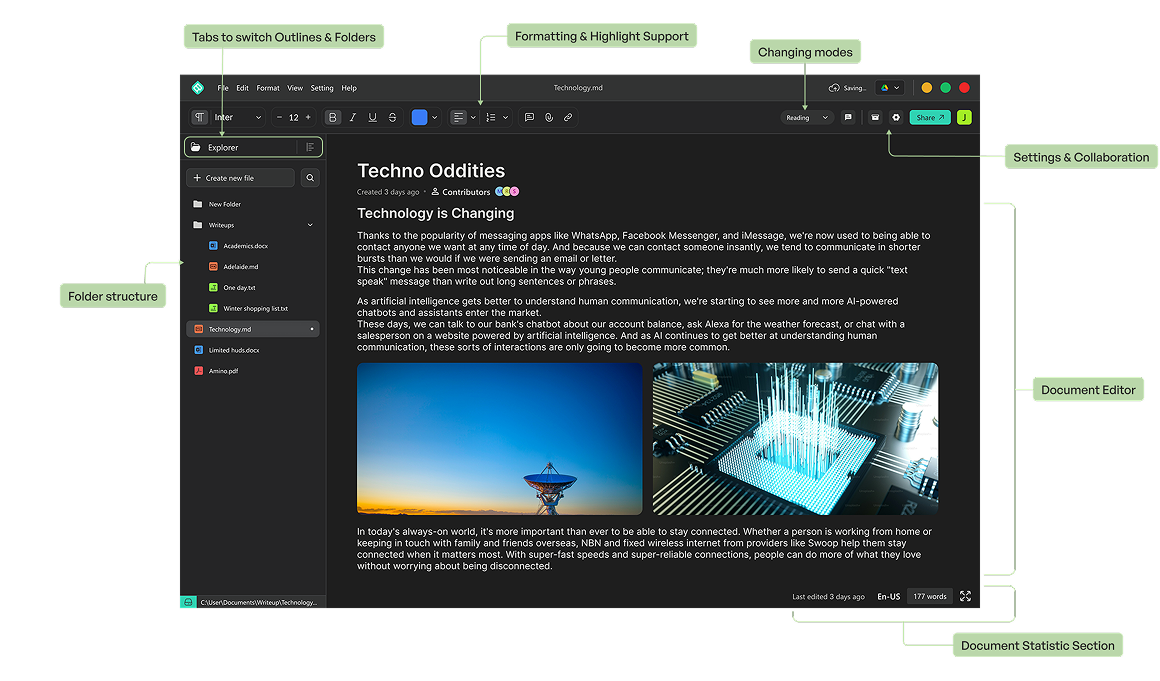 Tabs to switch Outlines & Folders
Formatting & Highlight Support
Changing modes
File Edit Format View Setting Help
Technology.md
Saving...
Inter
12
B I U S
Reading
Share
J
Settings & Collaboration
Explorer
Create new file
New Folder
Writeups
Academics.docx
Adelaide.md
One day.txt
Winter shopping list.txt
Technology.md
Limited huds.docx
Amino.pdf
Folder structure
Techno Oddities
Created 3 days ago • Contributors
Technology is Changing
Thanks to the popularity of messaging apps like WhatsApp, Facebook Messenger, and iMessage, we're now used to being able to
contact anyone we want at any time of day. And because we can contact someone insantly, we tend to communicate in shorter
bursts than we would if we were sending an email or letter.
This change has been most noticeable in the way young people communicate; they're much more likely to send a quick "text
speak" message than write out long sentences or phrases.
As artificial intelligence gets better to understand human communication, we're starting to see more and more AI-powered
chatbots and assistants enter the market.
These days, we can talk to our bank's chatbot about our account balance, ask Alexa for the weather forecast, or chat with a
salesperson on a website powered by artificial intelligence. And as AI continues to get better at understanding human
communication, these sorts of interactions are only going to become more common.
Document Editor
In today's always-on world, it's more important than ever to be able to stay connected. Whether a person is working from home or
keeping in touch with family and friends overseas, NBN and fixed wireless internet from providers like Swoop help them stay
connected when it matters most. With super-fast speeds and super-reliable connections, people can do more of what they love
without worrying about being disconnected.
C:\User\Documents\Writeup\Technology...
Last edited 3 days ago
En-US
177 words
Document Statistic Section